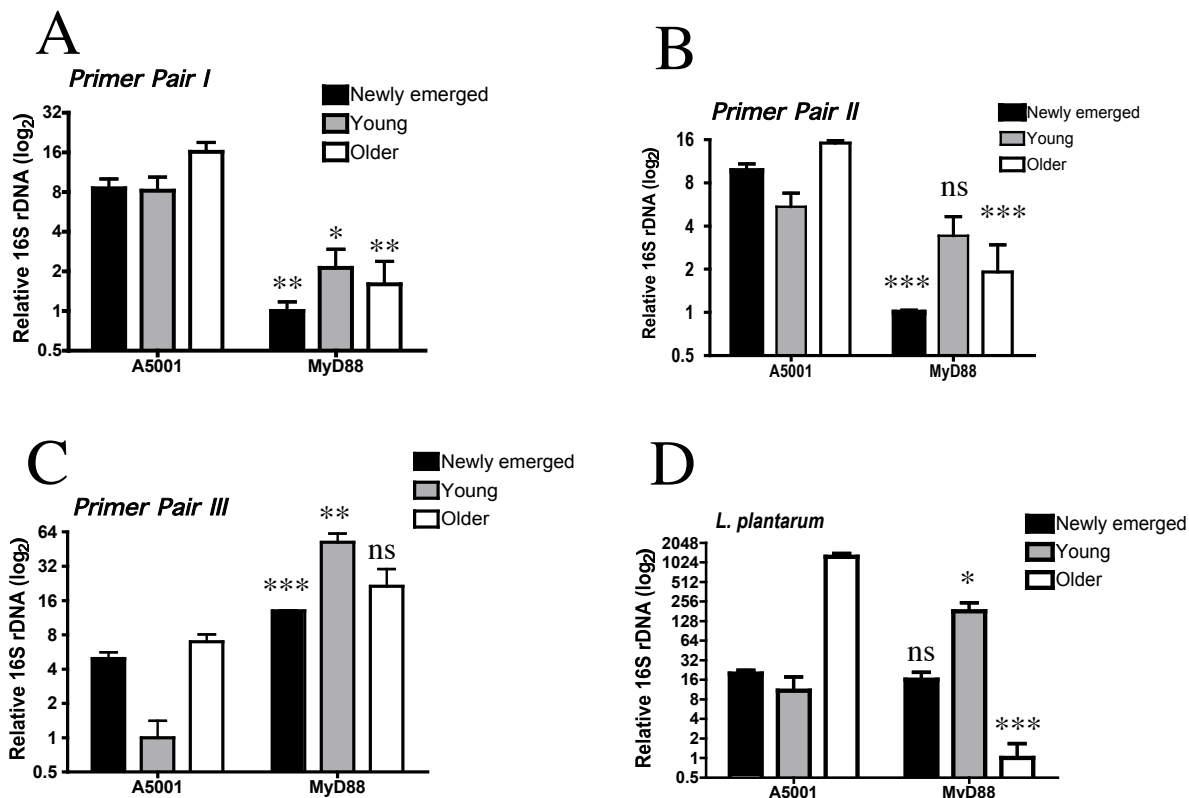 A
Primer Pair I
Newly emerged
Young
Older
Relative 16S rDNA (log2)
32
16
8
4
2
1
0.5
**
*
**
A5001
MyD88
B
Primer Pair II
Newly emerged
Young
Older
Relative 16S rDNA (log2)
16
8
4
2
1
0.5
***
ns
***
A5001
MyD88
C
Primer Pair III
Newly emerged
Young
Older
Relative 16S rDNA (log2)
64
32
16
8
4
2
1
0.5
***
**
ns
A5001
MyD88
D
L. plantarum
Newly emerged
Young
Older
Relative 16S rDNA (log2)
2048
1024
512
256
128
64
32
16
8
4
2
1
0.5
ns
*
***
A5001
MyD88